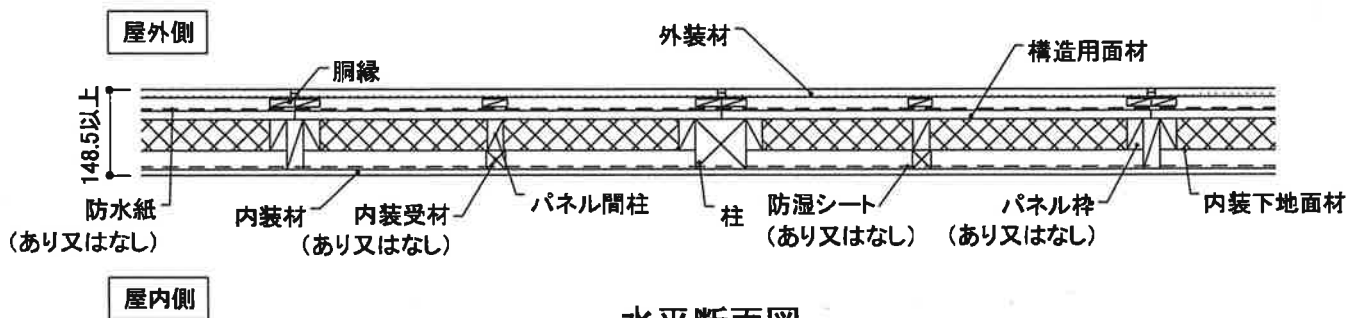 屋外側
外装材
構造用面材
胴縁
148.5以上
防水紙
(あり又はなし)
内装材
内装受材
(あり又はなし)
パネル間柱
柱
防湿シート
(あり又はなし)
パネル枠
(あり又はなし)
内装下地面材
屋内側
水平断面図